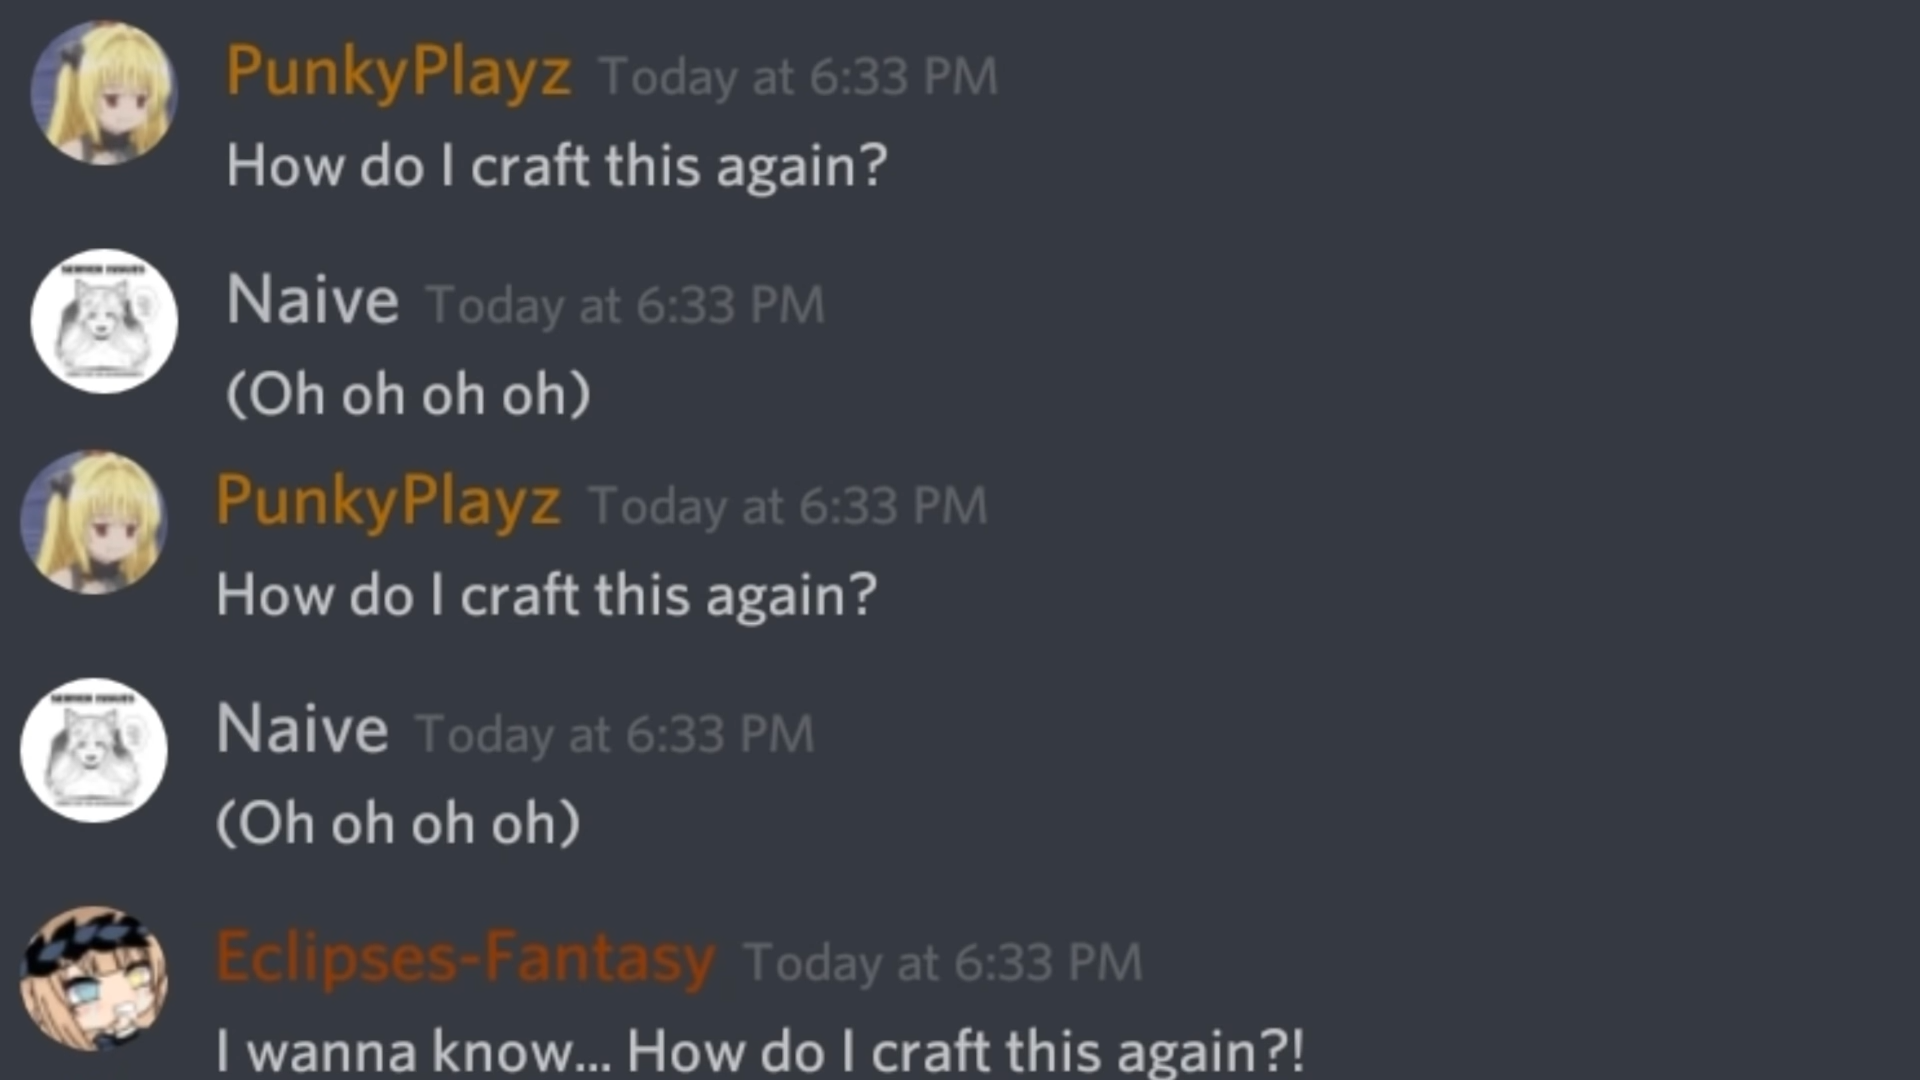 PunkyPlayz Today at 6:33 PM
How do I craft this again?
Naive Today at 6:33 PM
(Oh oh oh oh)
PunkyPlayz Today at 6:33 PM
How do I craft this again?
Naive Today at 6:33 PM
(Oh oh oh oh)
Eclipses-Fantasy Today at 6:33 PM
I wanna know... How do I craft this again?!